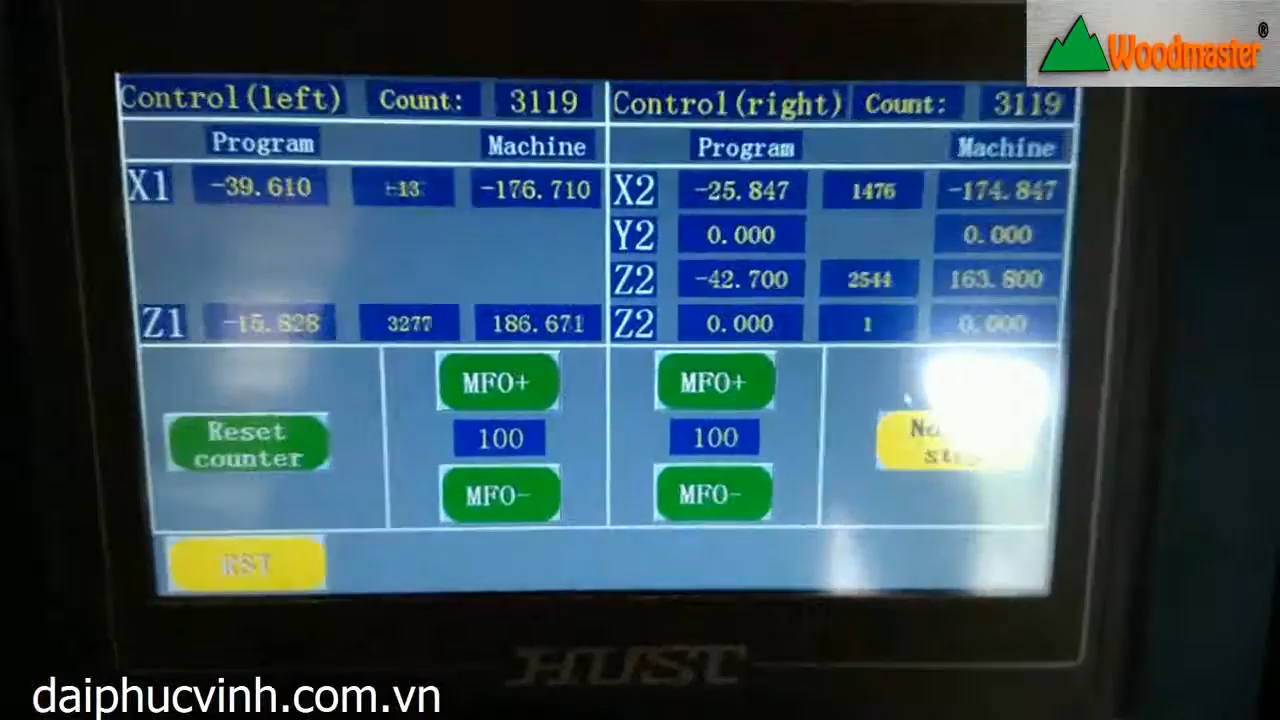 Woodmaster®
Control(left) Count: 3119 Control(right) Count: 3119
Program Machine Program Machine
X1 -39.610 -13 -176.710 X2 -25.847 1476 -174.847
Y2 0.000 0.000
Z2 -42.700 2544 163.800
Z1 -15.828 3277 186.671 Z2 0.000 1 0.000
MFO+ MFO+
Reset
counter
100 100
MFO- MFO-
RST
HUST
daiphucvinh.com.vn